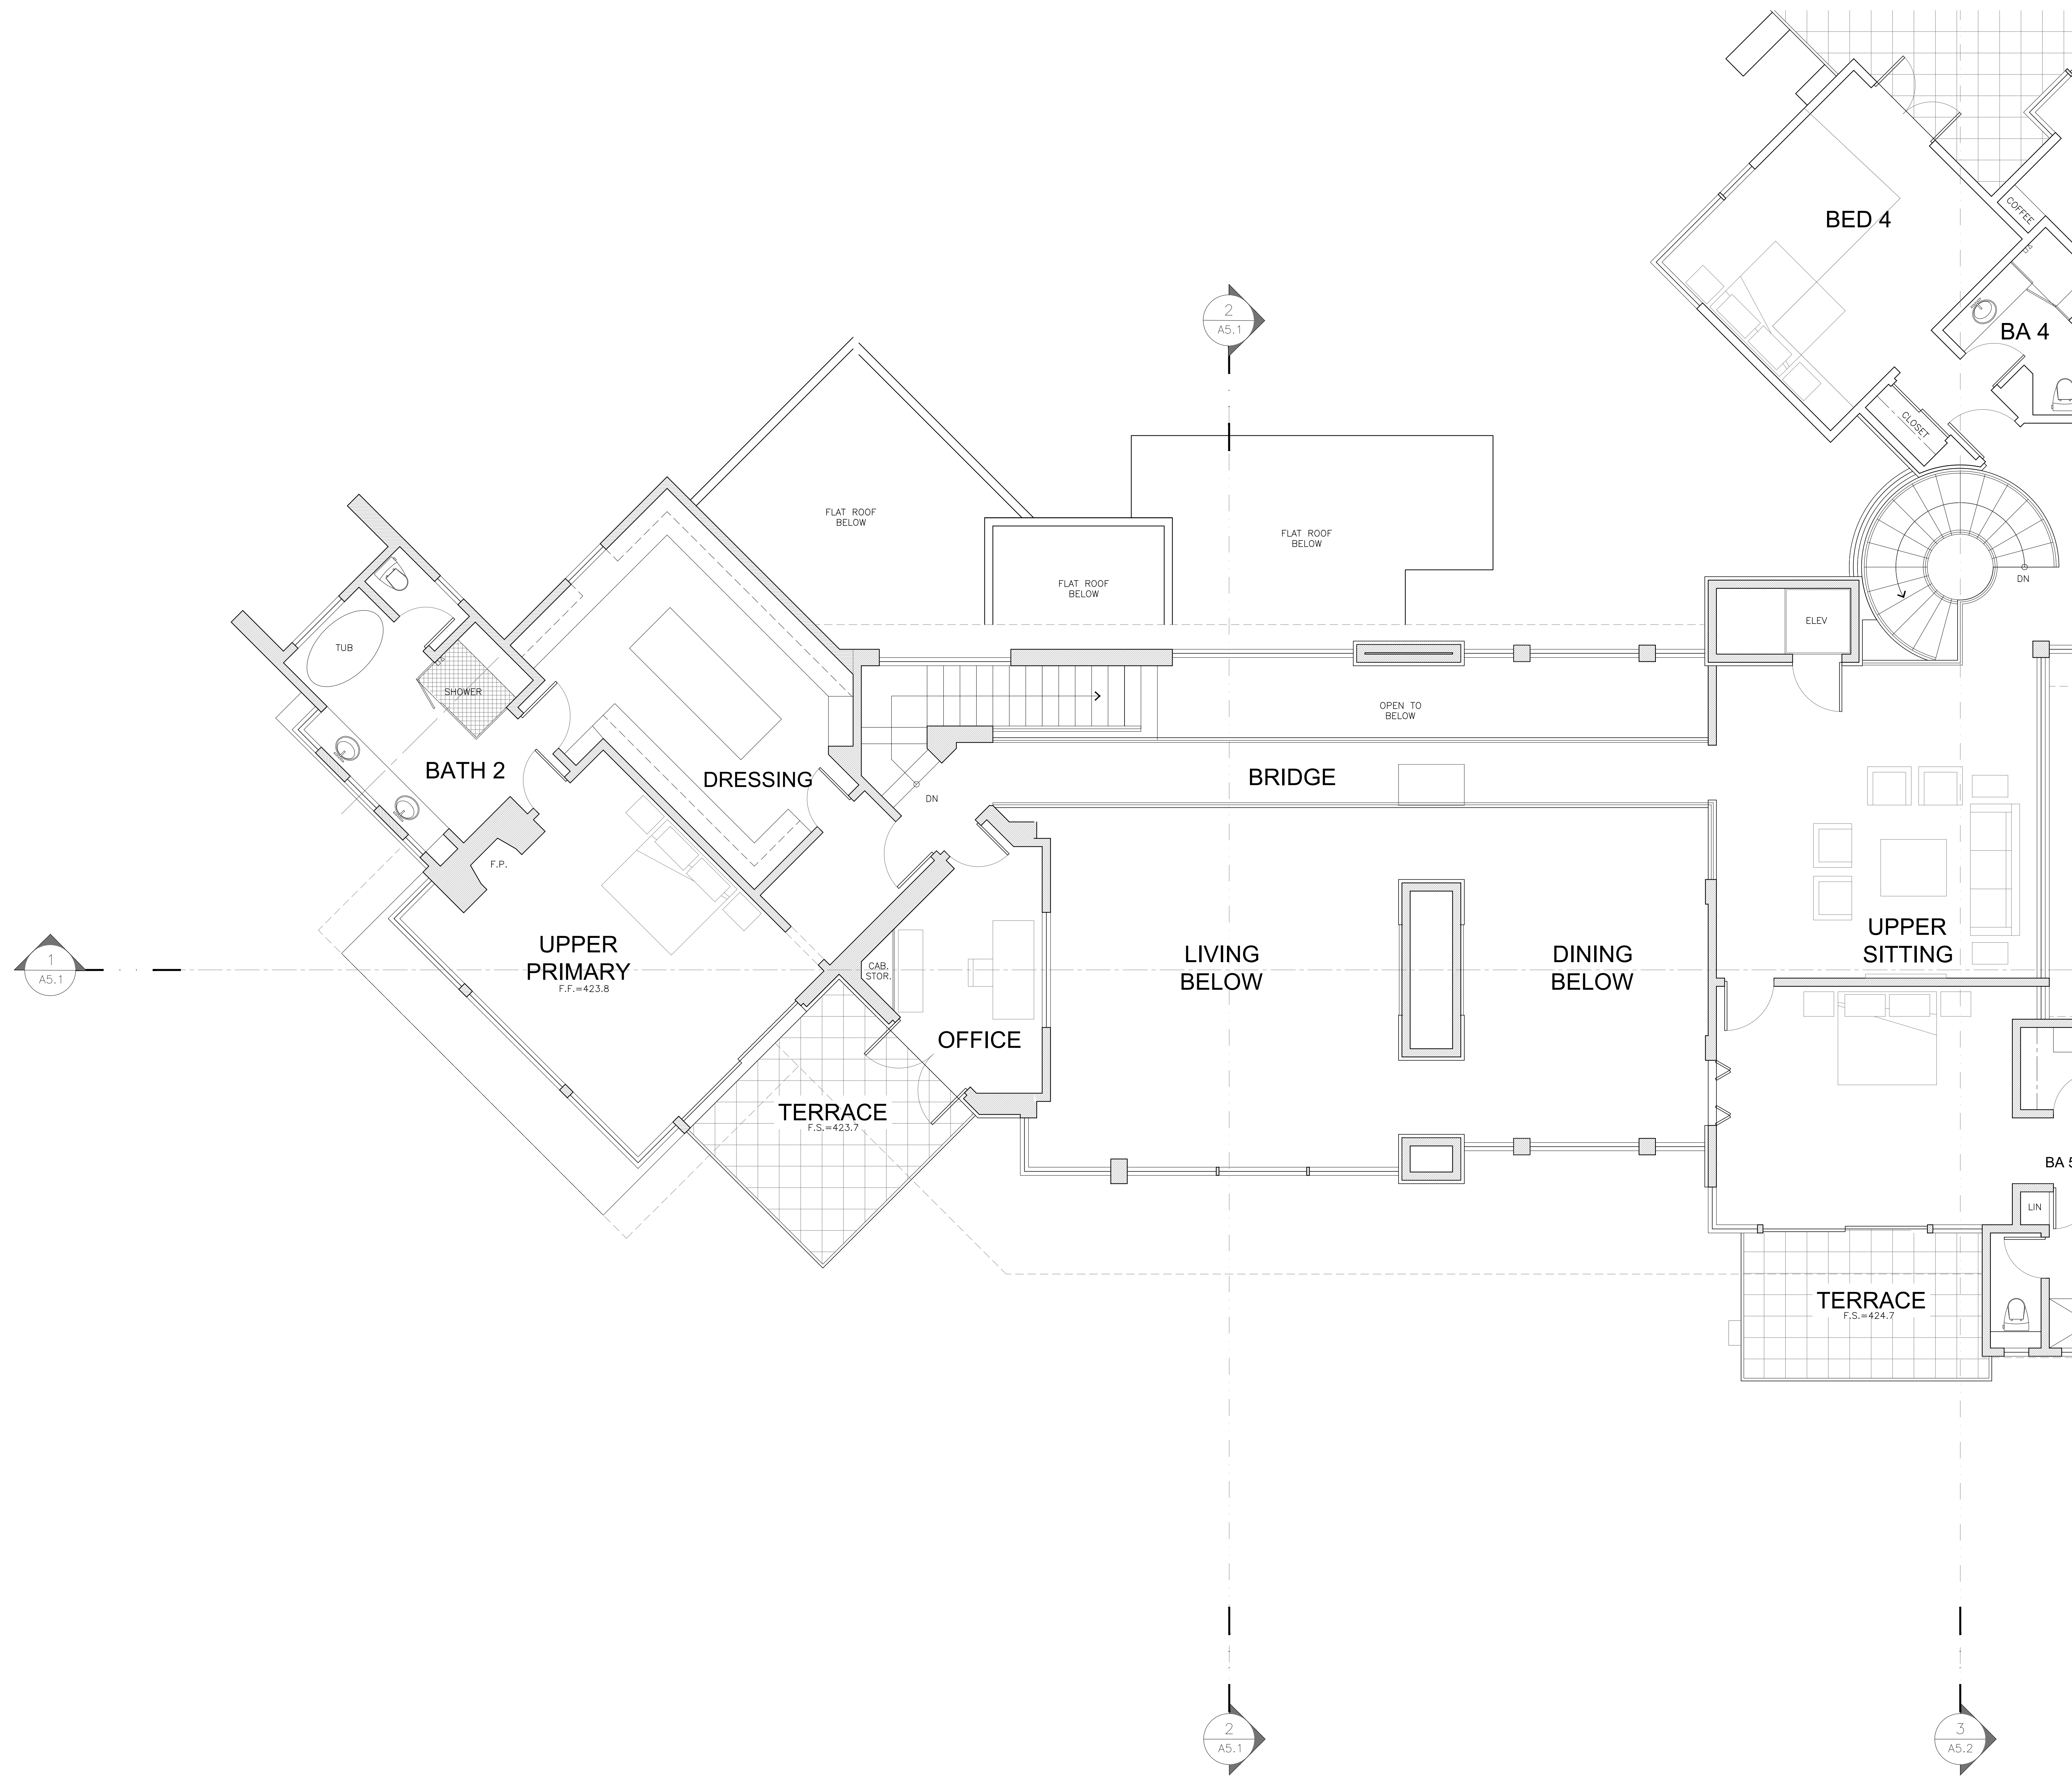 BED 4
COFFEE
BA 4
CLOSET
2
A5.1
FLAT ROOF
BELOW
FLAT ROOF
BELOW
FLAT ROOF
BELOW
DN
ELEV
TUB
SHOWER
OPEN TO
BELOW
BATH 2
DRESSING
BRIDGE
DN
F.P.
UPPER
PRIMARY
F.F.=423.8
CAB.
STOR.
LIVING
BELOW
DINING
BELOW
UPPER
SITTING
1
A5.1
OFFICE
TERRACE
F.S.=423.7
BA 5
LIN
TERRACE
F.S.=424.7
2
A5.1
3
A5.2